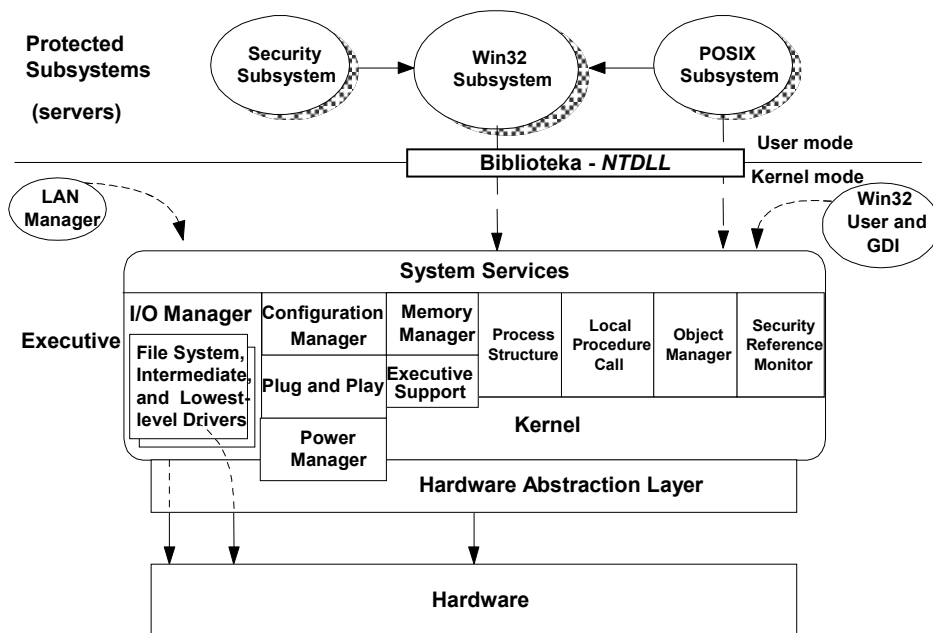 Protected
Subsystems
(servers)
Security
Subsystem
Win32
Subsystem
POSIX
Subsystem
User mode
Biblioteka - NTDLL
Kernel mode
LAN
Manager
Win32
User and
GDI
System Services
Executive
I/O Manager
File System,
Intermediate,
and Lowest-
level Drivers
Configuration
Manager
Plug and Play
Power
Manager
Memory
Manager
Executive
Support
Process
Structure
Local
Procedure
Call
Object
Manager
Security
Reference
Monitor
Kernel
Hardware Abstraction Layer
Hardware